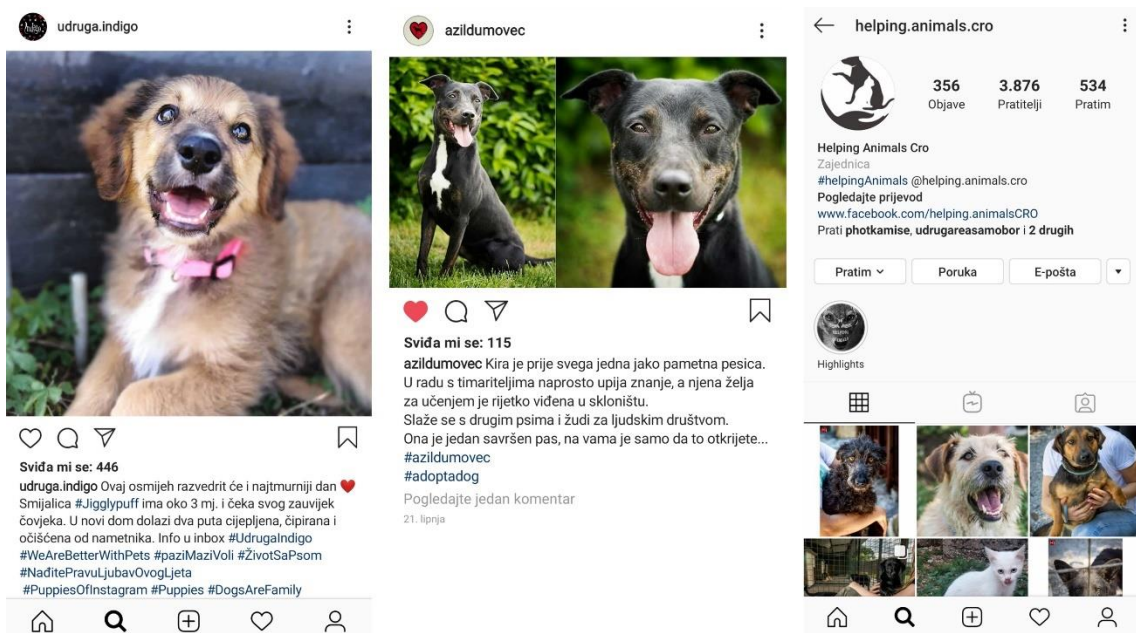 udruga.indigo
Sviđa mi se: 446
udruga.indigo Ovaj osmijeh razvedrit će i najtmurniji dan
Smijalica #Jigglypuff ima oko 3 mj. i čeka svog zauvijek
čovjeka. U novi dom dolazi dva puta cijepljena, čipirana i
očišćena od nametnika. Info u inbox #UdrugaIndigo
#WeAreBetterWithPets #paziMaziVoli #ŽivotSaPsom
#NađitePravuLjubavOvogLjeta
#PuppiesOfInstagram #Puppies #DogsAreFamily
azildumovec
Sviđa mi se: 115
azildumovec Kira je prije svega jedna jako pametna pesica.
U radu s timariteljima naprosto upija znanje, a njena želja
za učenjem je rijetko viđena u skloništu.
Slaže se s drugim psima i žudi za ljudskim društvom.
Ona je jedan savršen pas, na vama je samo da to otkrijete...
#azildumovec
#adoptadog
Pogledajte jedan komentar
21. lipnja
helping.animals.cro
356 3.876 534
Objave Pratitelji Pratim
Helping Animals Cro
Zajednica
#helpingAnimals @helping.animals.cro
Pogledajte prijevod
www.facebook.com/helping.animalsCRO
Prati photkamise, udrugareasamobor i 2 drugih
Pratim Poruka E-pošta
Highlights